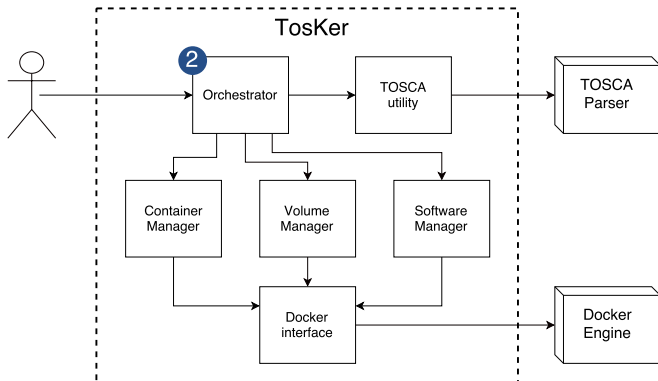 TosKer
2
Orchestrator
TOSCA
utility
TOSCA
Parser
Container
Manager
Volume
Manager
Software
Manager
Docker
interface
Docker
Engine